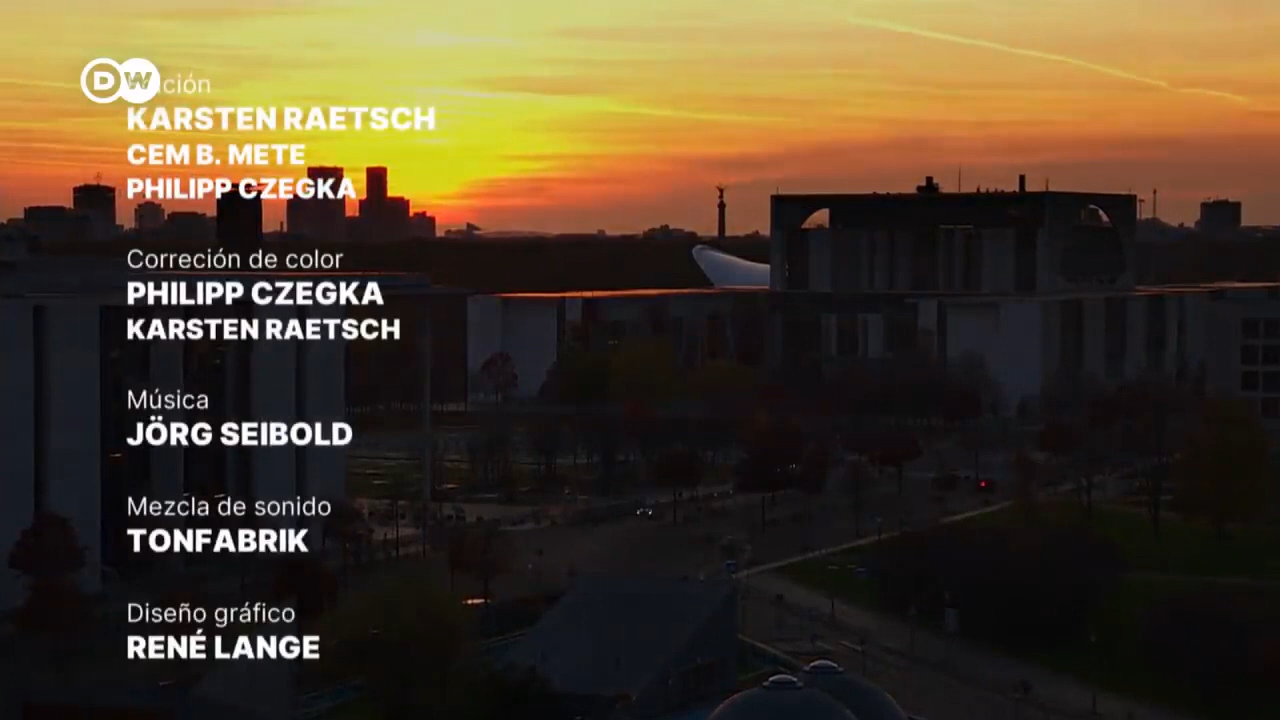 DW
KARSTEN RAETSCH
CEM B. METE
PHILIPP CZEGKA
Correción de color
PHILIPP CZEGKA
KARSTEN RAETSCH
Música
JÖRG SEIBOLD
Mezcla de sonido
TONFABRIK
Diseño gráfico
RENÉ LANGE